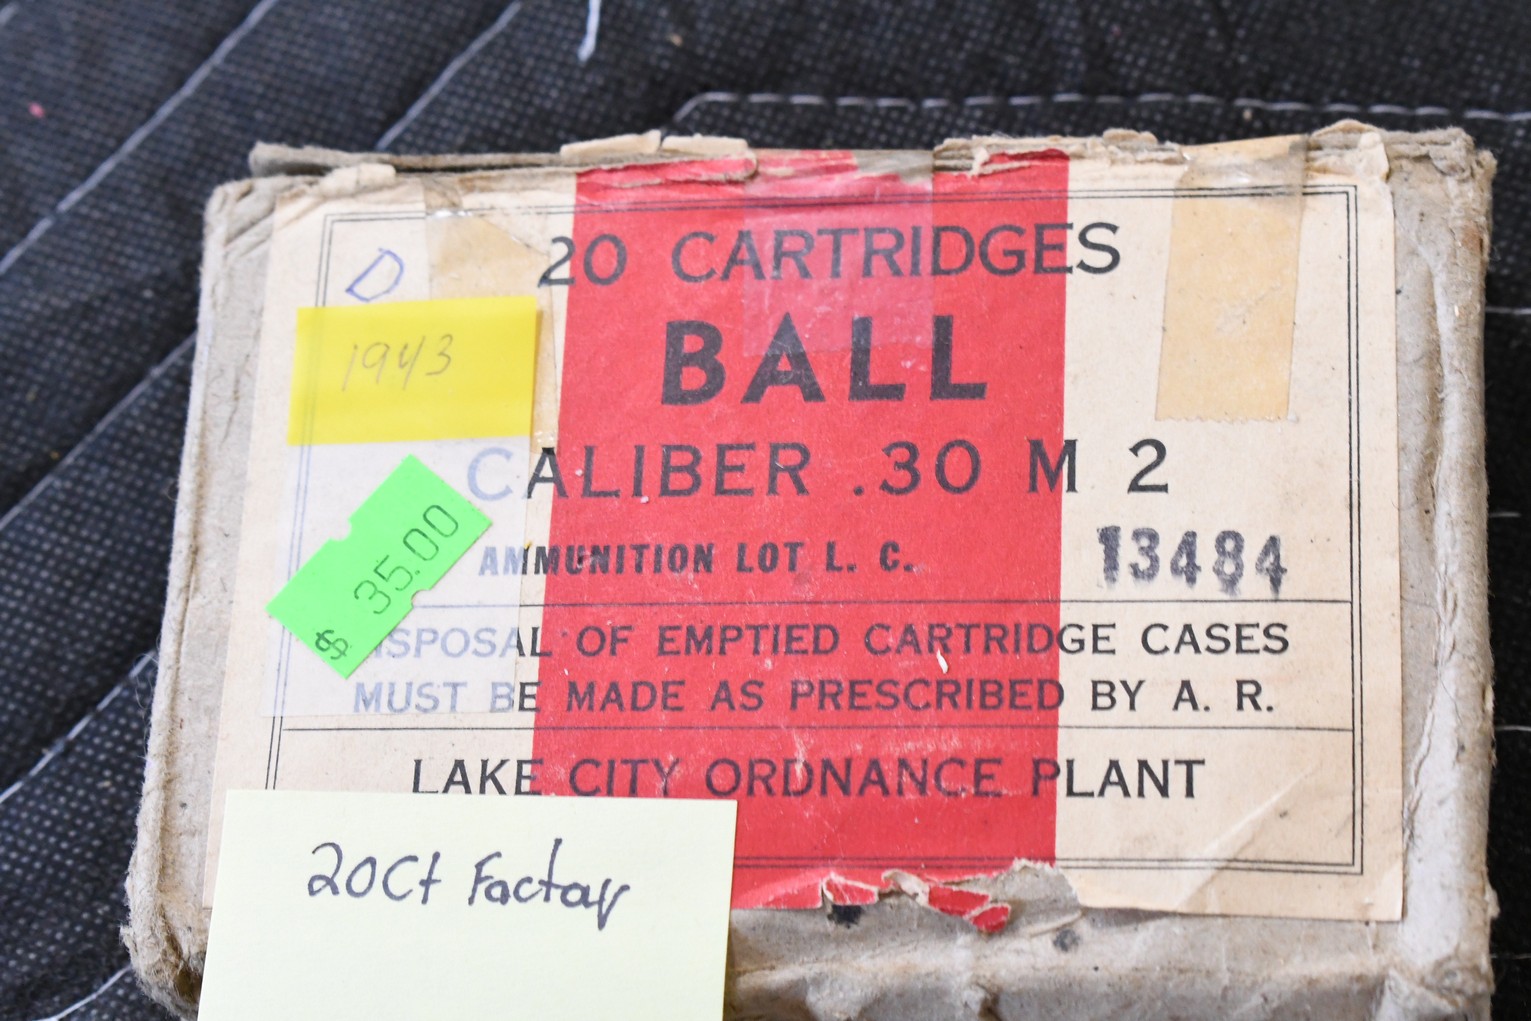 20 CARTRIDGES
D
1943
BALL
CALIBER .30 M 2
$ 35.00
AMMUNITION LOT L. C. 13484
DISPOSAL OF EMPTIED CARTRIDGE CASES
MUST BE MADE AS PRESCRIBED BY A. R.
LAKE CITY ORDNANCE PLANT
20Ct Factory